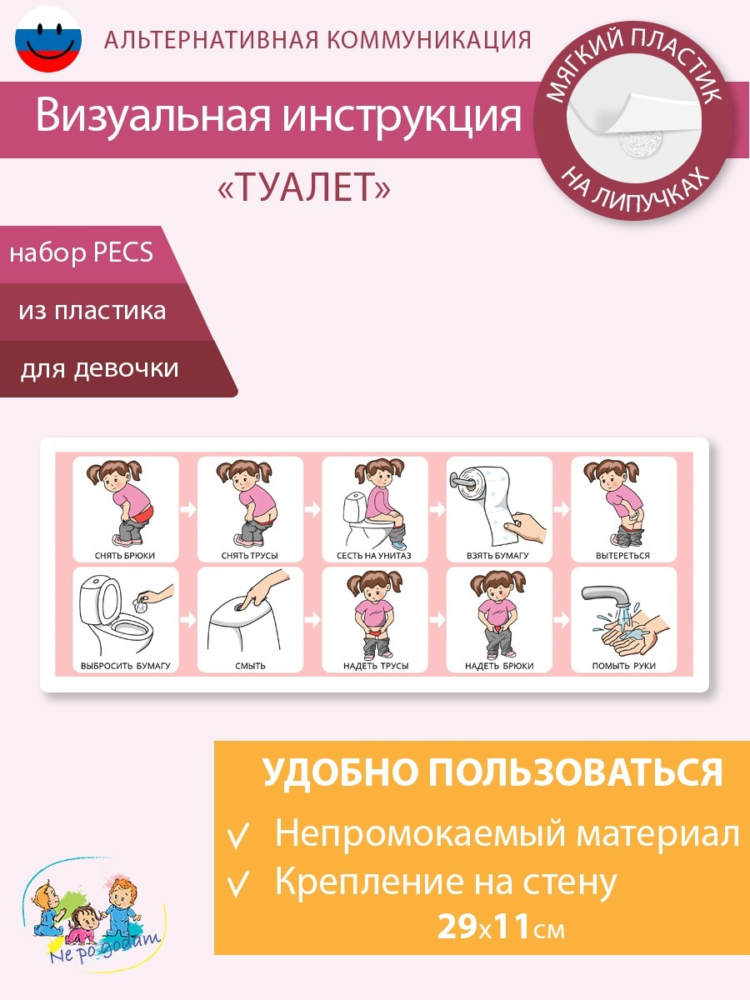 АЛЬТЕРНАТИВНАЯ КОММУНИКАЦИЯ
МЯГКИЙ ПЛАСТИК
НА ЛИПУЧКАХ
Визуальная инструкция
«ТУАЛЕТ»
набор PECS
из пластика
для девочки
СНЯТЬ БРЮКИ
СНЯТЬ ТРУСЫ
СЕСТЬ НА УНИТАЗ
ВЗЯТЬ БУМАГУ
ВЫТЕРЕТЬСЯ
ВЫБРОСИТЬ БУМАГУ
СМЫТЬ
НАДЕТЬ ТРУСЫ
НАДЕТЬ БРЮКИ
ПОМЫТЬ РУКИ
УДОБНО ПОЛЬЗОВАТЬСЯ
✓ Непромокаемый материал
✓ Крепление на стену
29х11см
Ne po godam